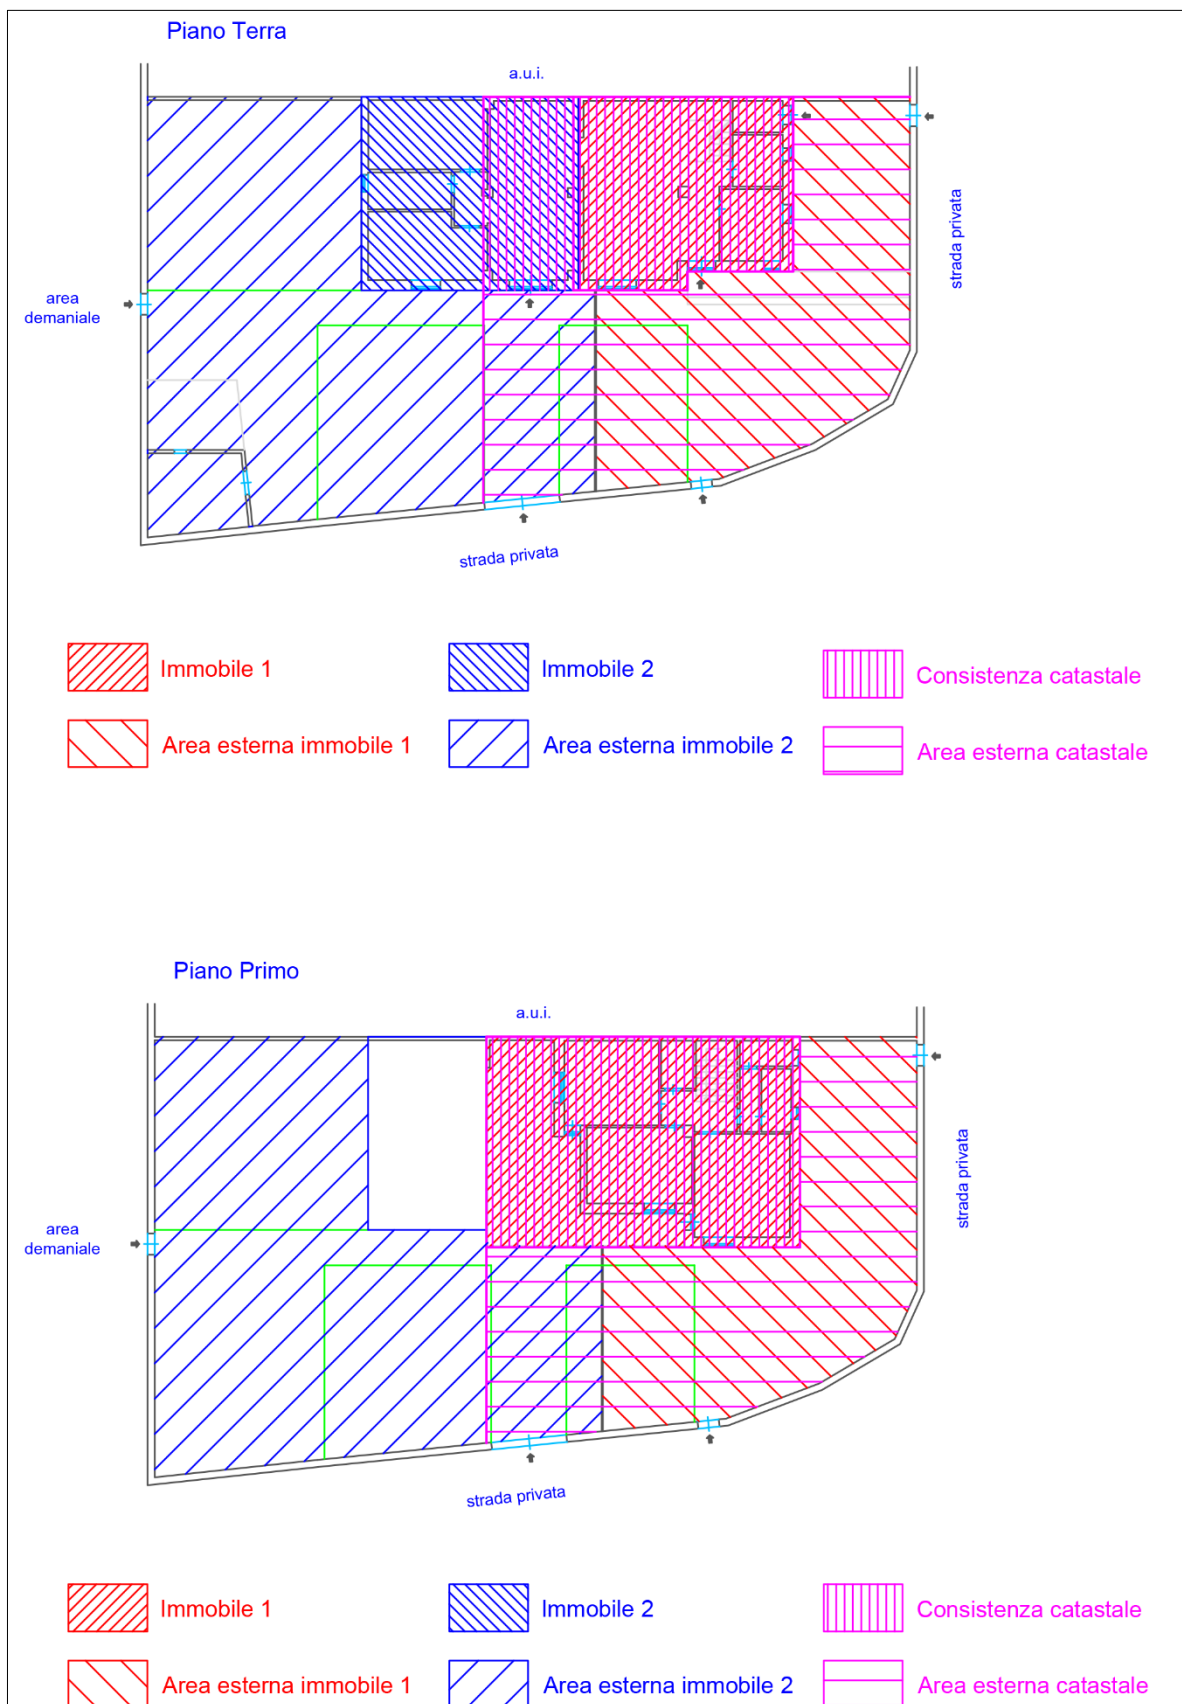 Piano Terra
a.u.i.
strada privata
area
demaniale
strada privata
Immobile 1
Immobile 2
Consistenza catastale
Area esterna immobile 1
Area esterna immobile 2
Area esterna catastale
Piano Primo
a.u.i.
strada privata
area
demaniale
strada privata
Immobile 1
Immobile 2
Consistenza catastale
Area esterna immobile 1
Area esterna immobile 2
Area esterna catastale